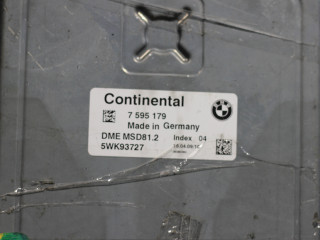 Continental
7 595 179
Made in Germany
DME MSD81.2 Index 04
5WK93727